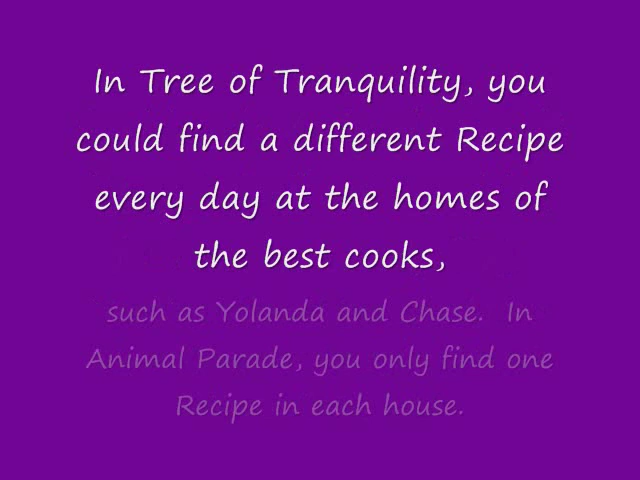 In Tree of Tranquility, you
could find a different Recipe
every day at the homes of
the best cooks,
such as Yolanda and Chase.  In
Animal Parade, you only find one
Recipe in each house.